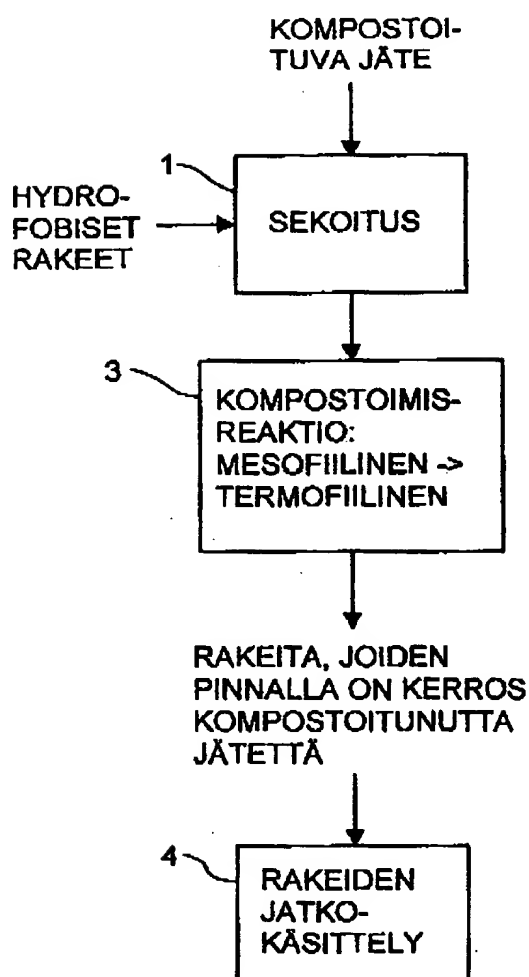 KOMPOSTOI-
TUVA JÄTE
1
HYDRO-
FOBISET
RAKEET
SEKOITUS
3
KOMPOSTOIMIS-
REAKTIO:
MESOFIILINEN ->
TERMOFIILINEN
RAKEITA, JOIDEN
PINNALLA ON KERROS
KOMPOSTOITUNUTTA
JÄTETTÄ
4
RAKEIDEN
JATKO-
KÄSITTELY